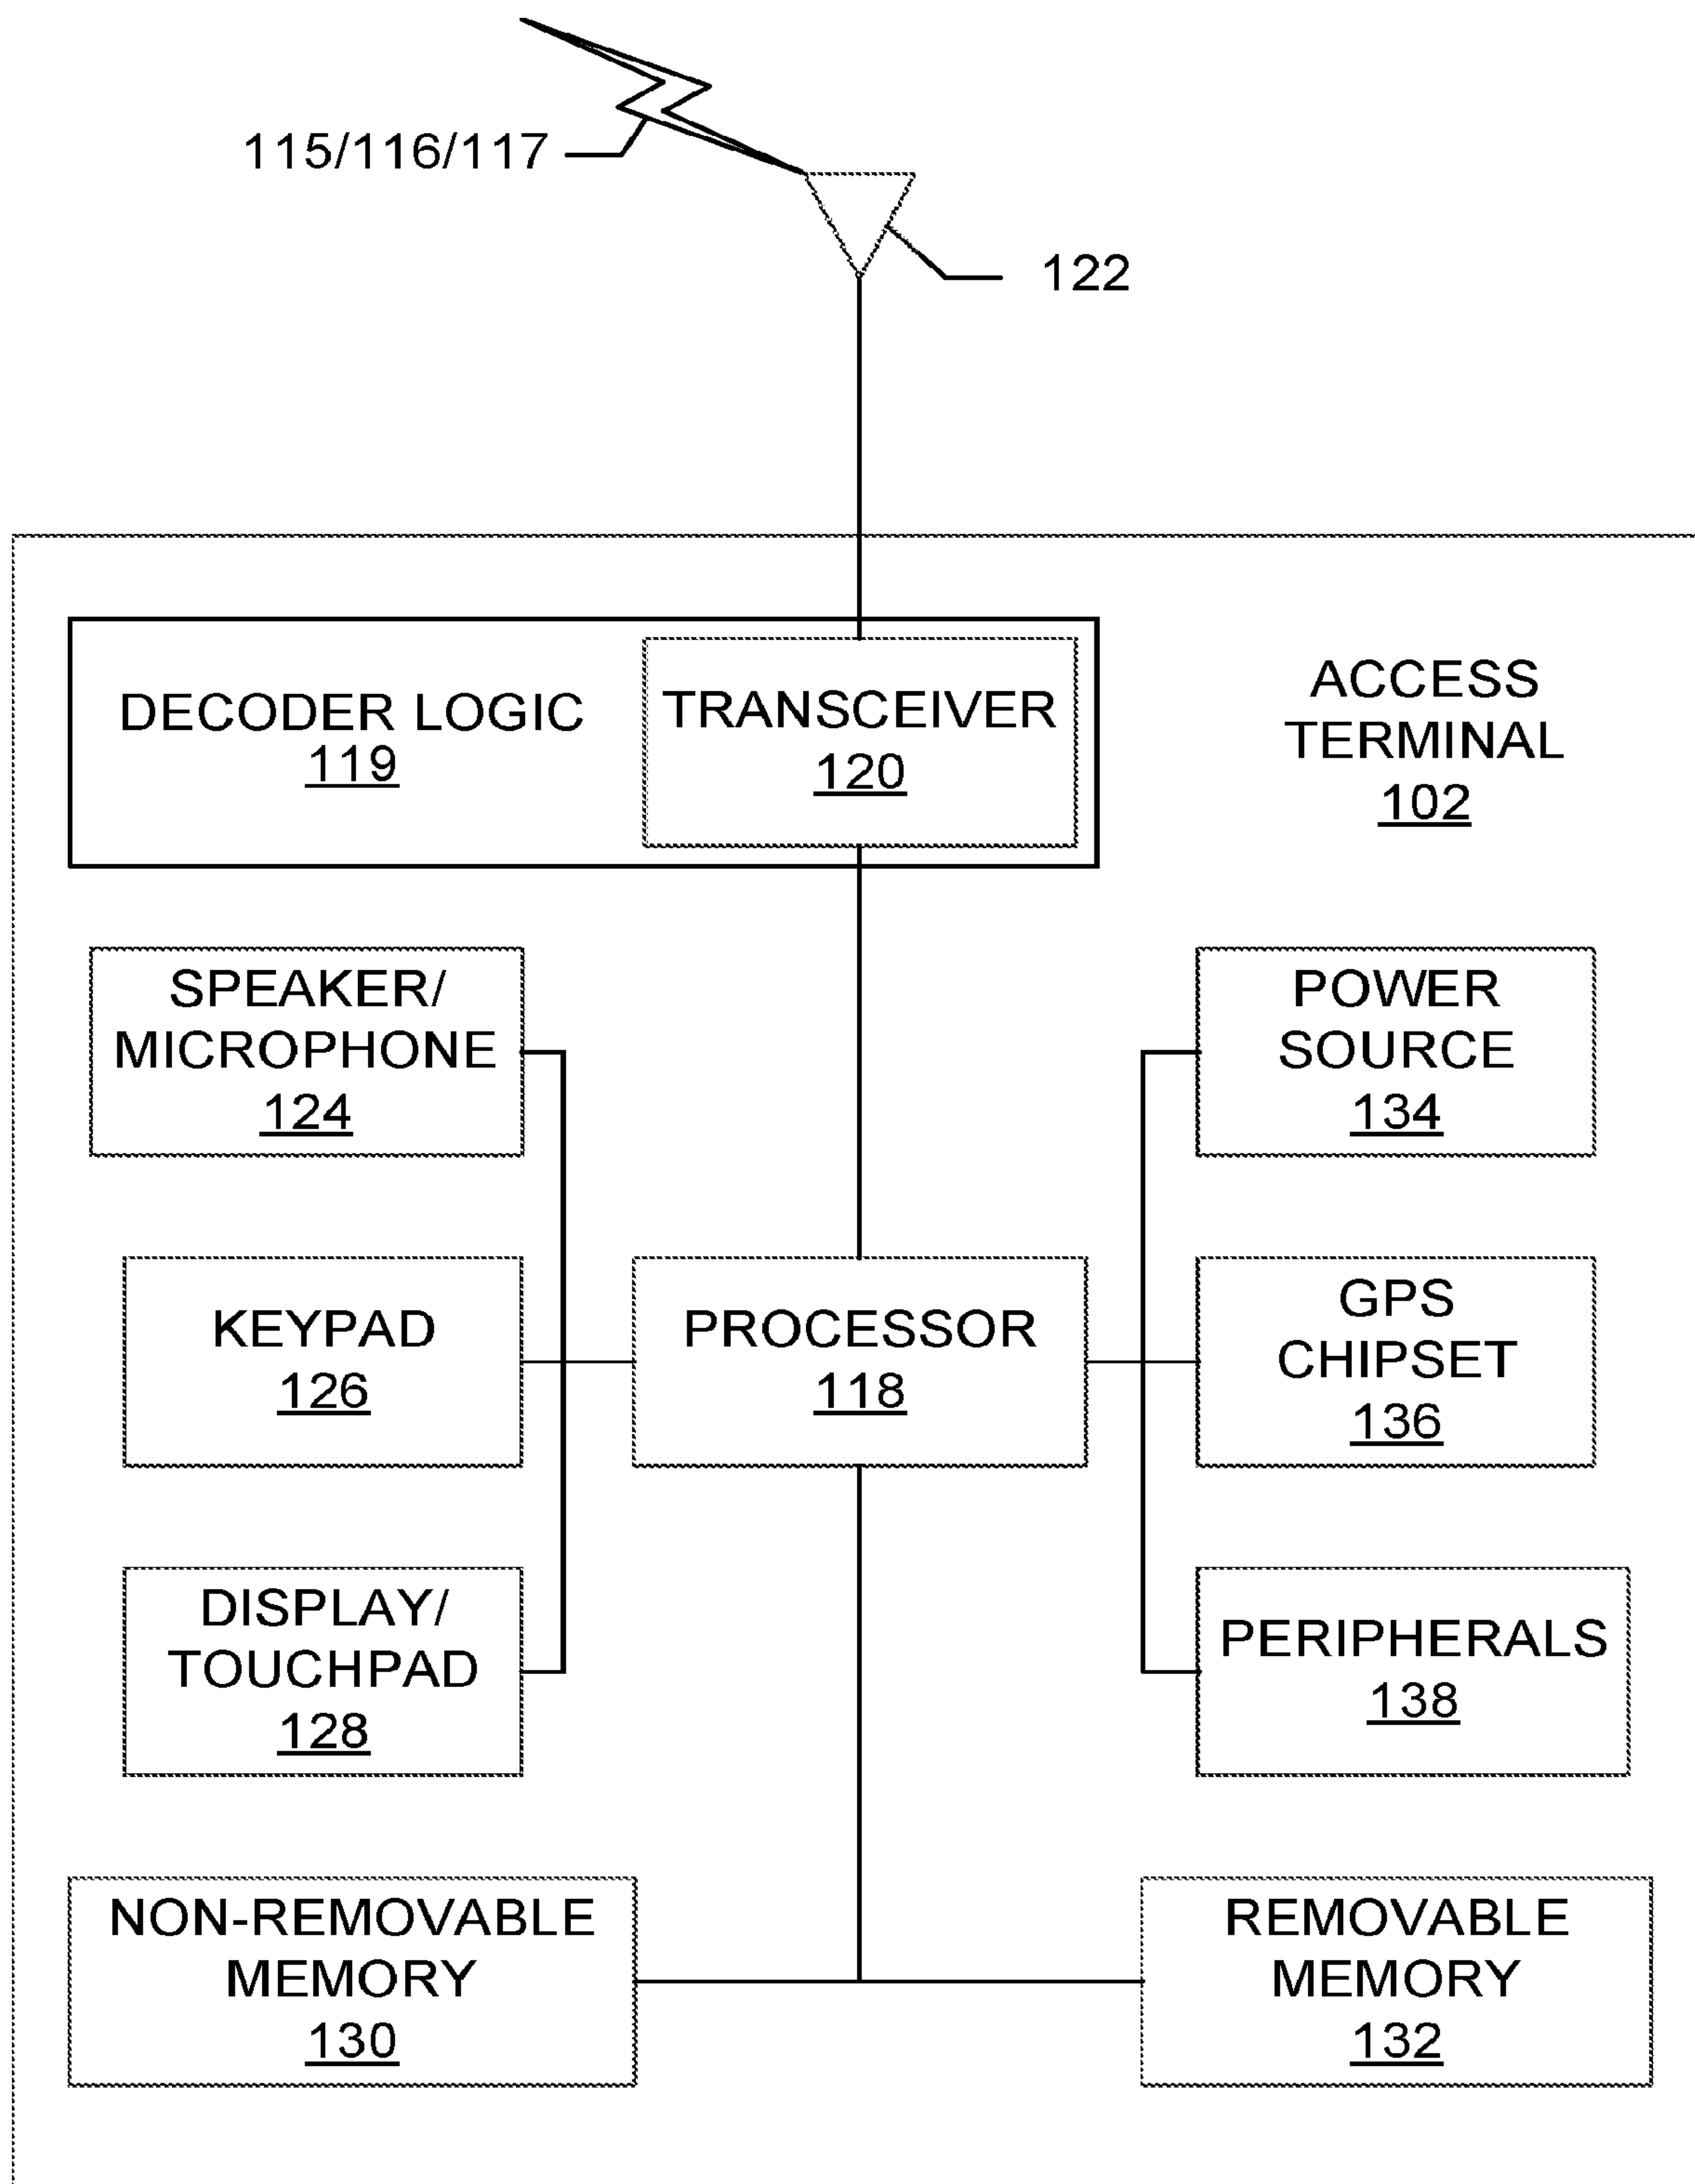 115/116/117
122
DECODER LOGIC
119
TRANSCEIVER
120
ACCESS
TERMINAL
102
SPEAKER/
MICROPHONE
124
POWER
SOURCE
134
KEYPAD
126
PROCESSOR
118
GPS
CHIPSET
136
DISPLAY/
TOUCHPAD
128
PERIPHERALS
138
NON-REMOVABLE
MEMORY
130
REMOVABLE
MEMORY
132